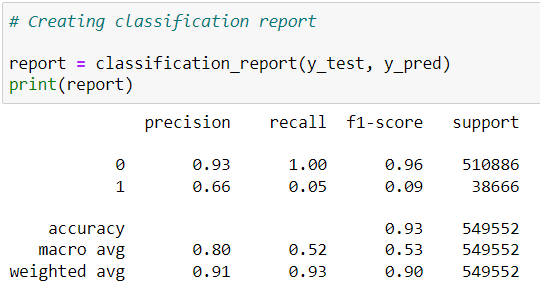 # Creating classification report
report = classification_report(y_test, y_pred)
print(report)
precision recall f1-score support
0 0.93 1.00 0.96 510886
1 0.66 0.05 0.09 38666
accuracy 0.93 549552
macro avg 0.80 0.52 0.53 549552
weighted avg 0.91 0.93 0.90 549552